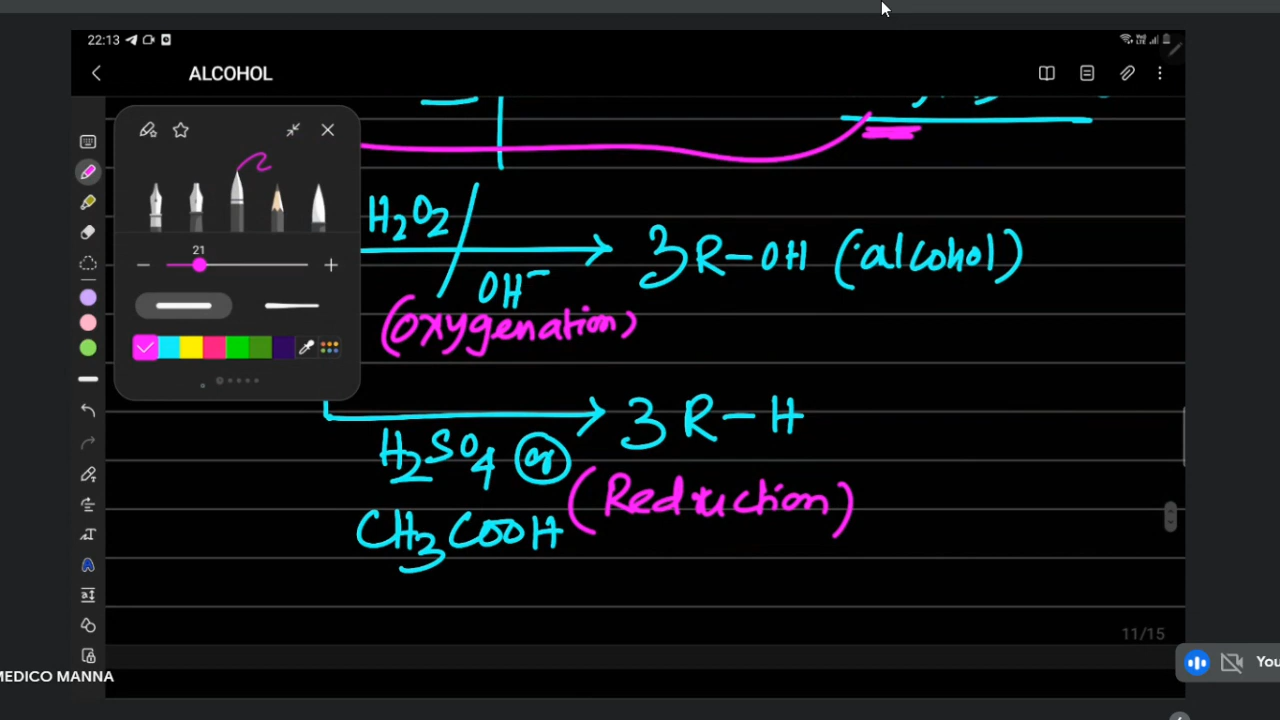 22:13
ALCOHOL
21
H2O2
OH⁻
3R-OH (alcohol)
(oxygenation)
3R-H
H2SO4 or
(Reduction)
CH3COOH
11/15
MEDICO MANNA
You